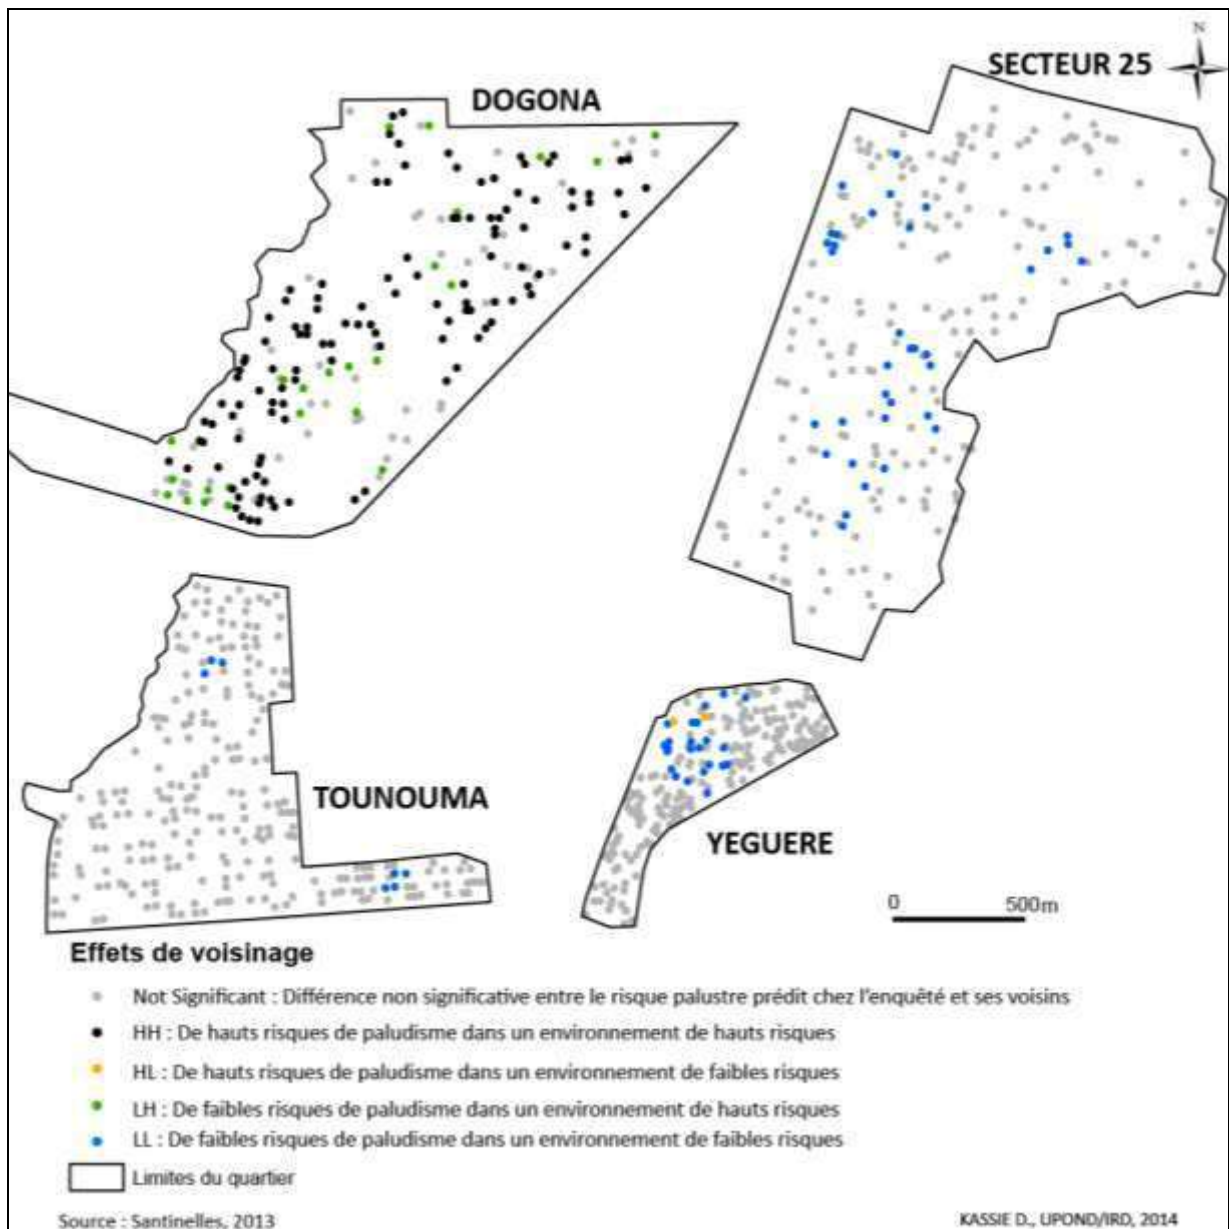 N
SECTEUR 25
DOGONA
TOUNOUMA
YEGUERE
0 500m
Effets de voisinage
Not Significant : Différence non significative entre le risque palustre prédit chez l'enquêté et ses voisins
HH : De hauts risques de paludisme dans un environnement de hauts risques
HL : De hauts risques de paludisme dans un environnement de faibles risques
LH : De faibles risques de paludisme dans un environnement de hauts risques
LL : De faibles risques de paludisme dans un environnement de faibles risques
Limites du quartier
Source : Santinelles, 2013
KASSIE D., UPOND/IRD, 2014